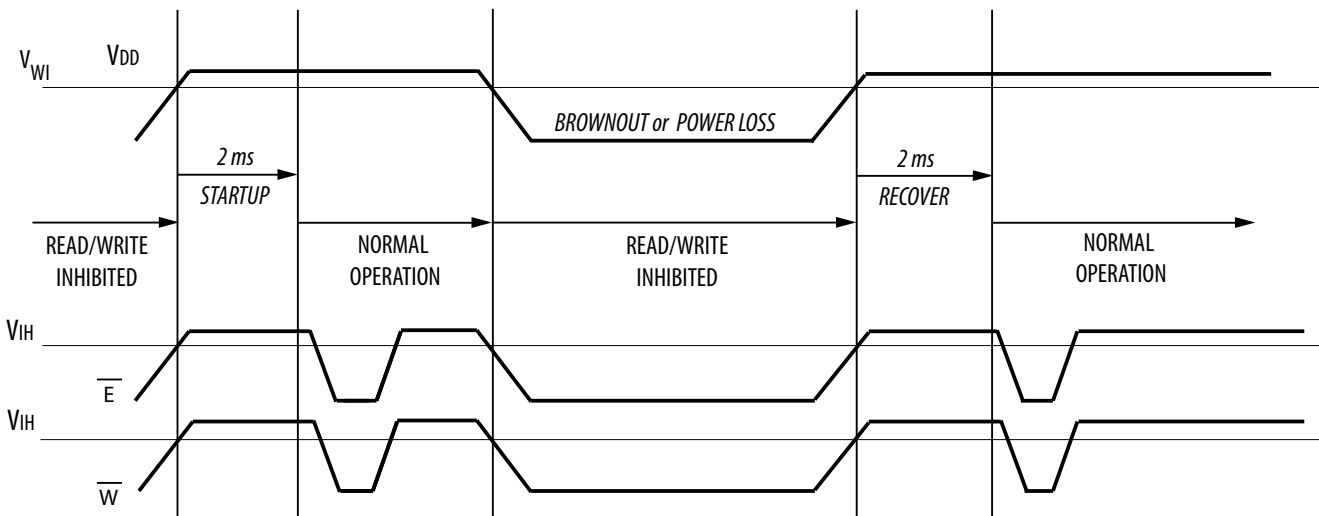 VWI VDD
BROWNOUT or POWER LOSS
2 ms
STARTUP
2 ms
RECOVER
READ/WRITE
INHIBITED
NORMAL
OPERATION
READ/WRITE
INHIBITED
NORMAL
OPERATION
VIH
E
VIH
W